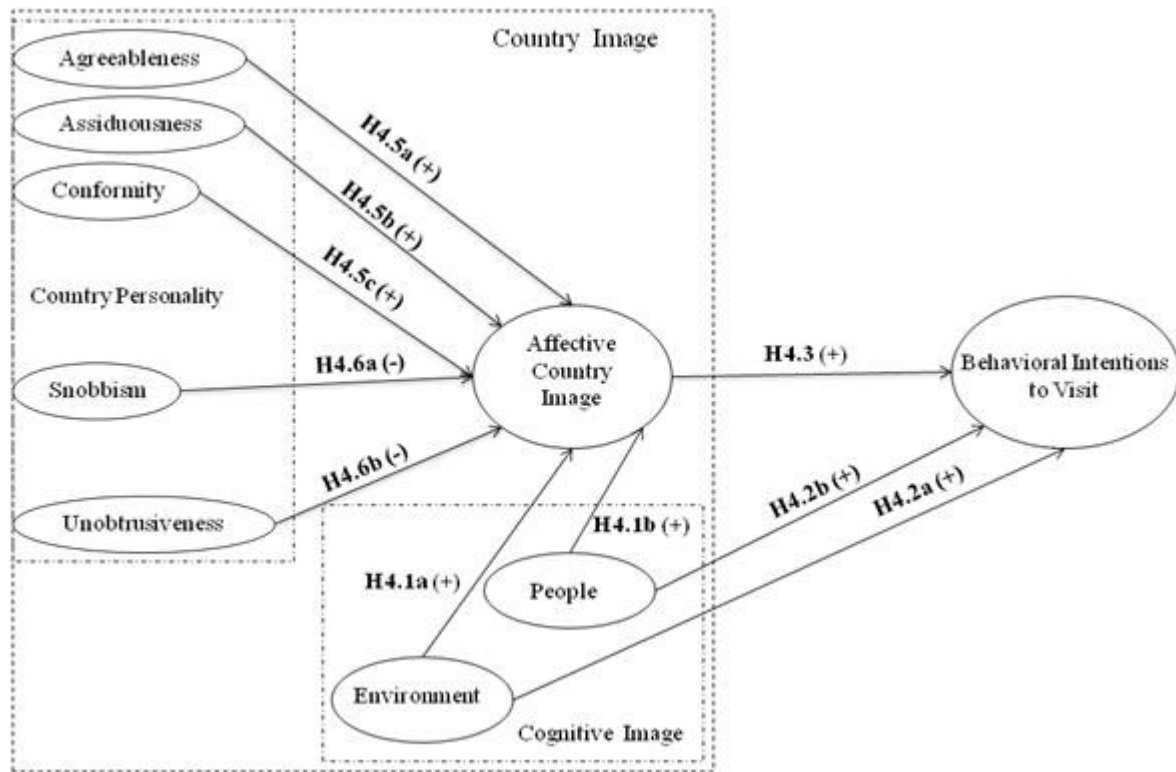 Country Image
Agreeableness
Assiduousness
Conformity
Country Personality
Snobbism
Unobtrusiveness
H4.5a (+)
H4.5b (+)
H4.5c (+)
H4.6a (-)
H4.6b (-)
Affective
Country
Image
H4.3 (+)
Behavioral Intentions
to Visit
H4.2b (+)
H4.2a (+)
H4.1b (+)
H4.1a (+)
People
Environment
Cognitive Image